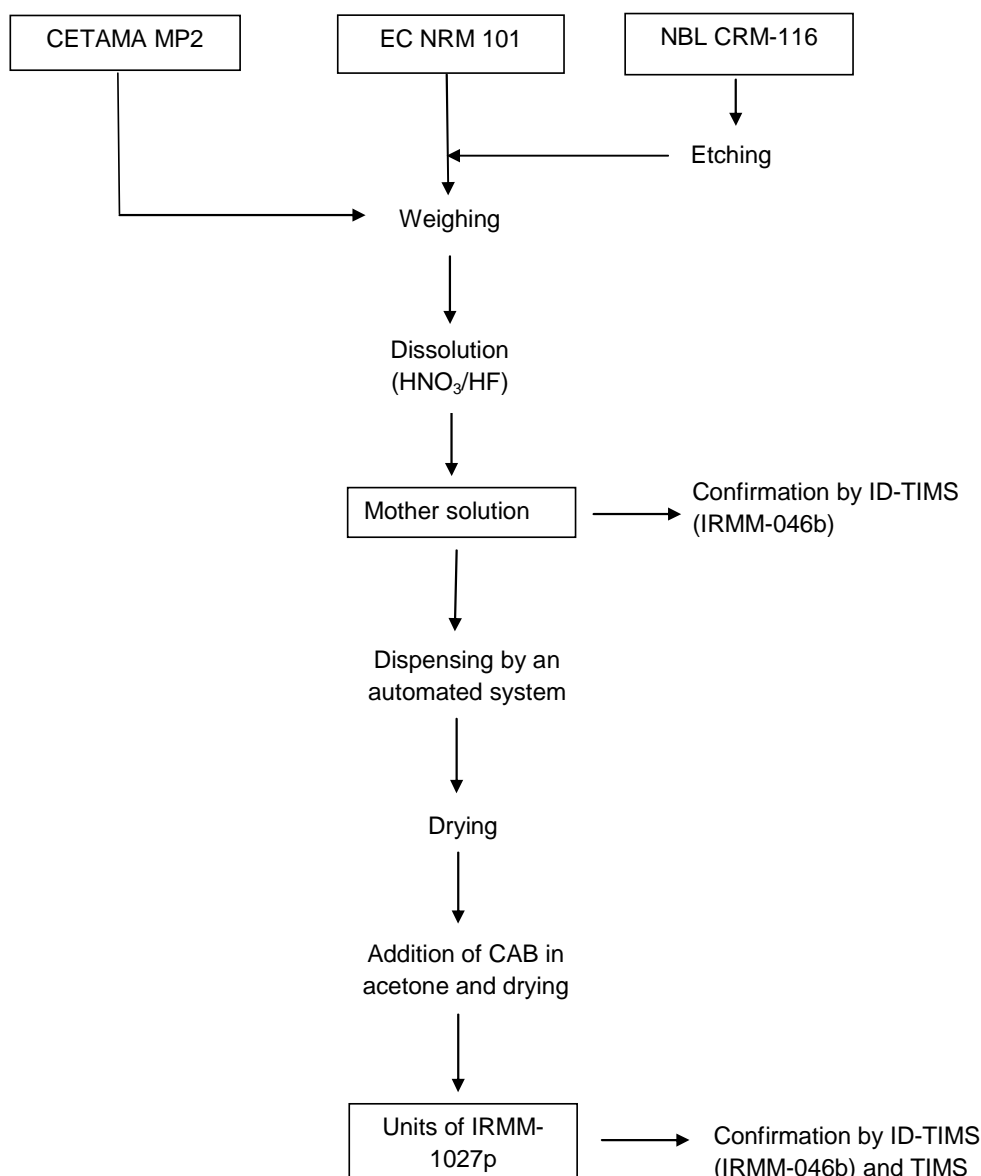 CETAMA MP2
EC NRM 101
NBL CRM-116
Etching
Weighing
Dissolution
(HNO₃/HF)
Mother solution
Confirmation by ID-TIMS
(IRMM-046b)
Dispensing by an
automated system
Drying
Addition of CAB in
acetone and drying
Units of IRMM-
1027p
Confirmation by ID-TIMS
(IRMM-046b) and TIMS